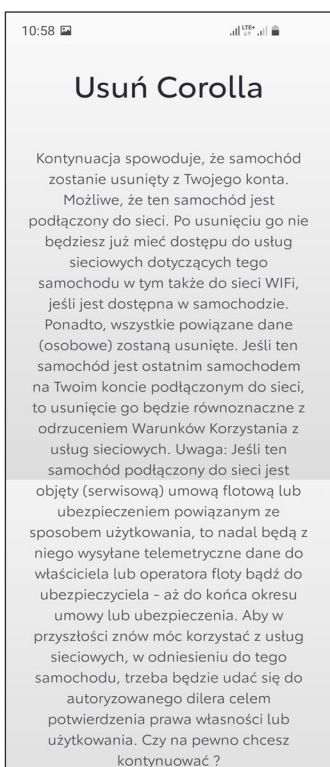 10:58
LTE+
Usuń Corolla
Kontynuacja spowoduje, że samochód
zostanie usunięty z Twojego konta.
Możliwe, że ten samochód jest
podłączony do sieci. Po usunięciu go nie
będziesz już mieć dostępu do usług
sieciowych dotyczących tego
samochodu w tym także do sieci WIFi,
jeśli jest dostępna w samochodzie.
Ponadto, wszystkie powiązane dane
(osobowe) zostaną usunięte. Jeśli ten
samochód jest ostatnim samochodem
na Twoim koncie podłączonym do sieci,
to usunięcie go będzie równoznaczne z
odrzuceniem Warunków Korzystania z
usług sieciowych. Uwaga: Jeśli ten
samochód podłączony do sieci jest
objęty (serwisową) umową flotową lub
ubezpieczeniem powiązanym ze
sposobem użytkowania, to nadal będą z
niego wysyłane telemetryczne dane do
właściciela lub operatora floty bądź do
ubezpieczyciela - aż do końca okresu
umowy lub ubezpieczenia. Aby w
przyszłości znów móc korzystać z usług
sieciowych, w odniesieniu do tego
samochodu, trzeba będzie udać się do
autoryzowanego dilera celem
potwierdzenia prawa własności lub
użytkowania. Czy na pewno chcesz
kontynuować ?